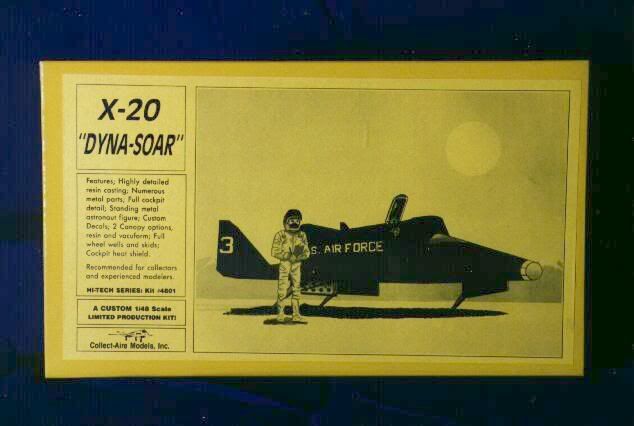 X-20
"DYNA-SOAR"
Features; Highly detailed
resin casting; Numerous
metal parts, Full cockpit
detail; Standing metal
astronaut figure; Custom
Decals; 2 Canopy options,
resin and vacuform; Full
wheel wells and skids;
Cockpit heat shield.
Recommended for collectors
and experienced modelers.
HI-TECH SERIES: Kit #4801
A CUSTOM 1/48 Scale
LIMITED PRODUCTION KIT!
Collect-Aire Models, Inc.
3
S. AIR FORCE